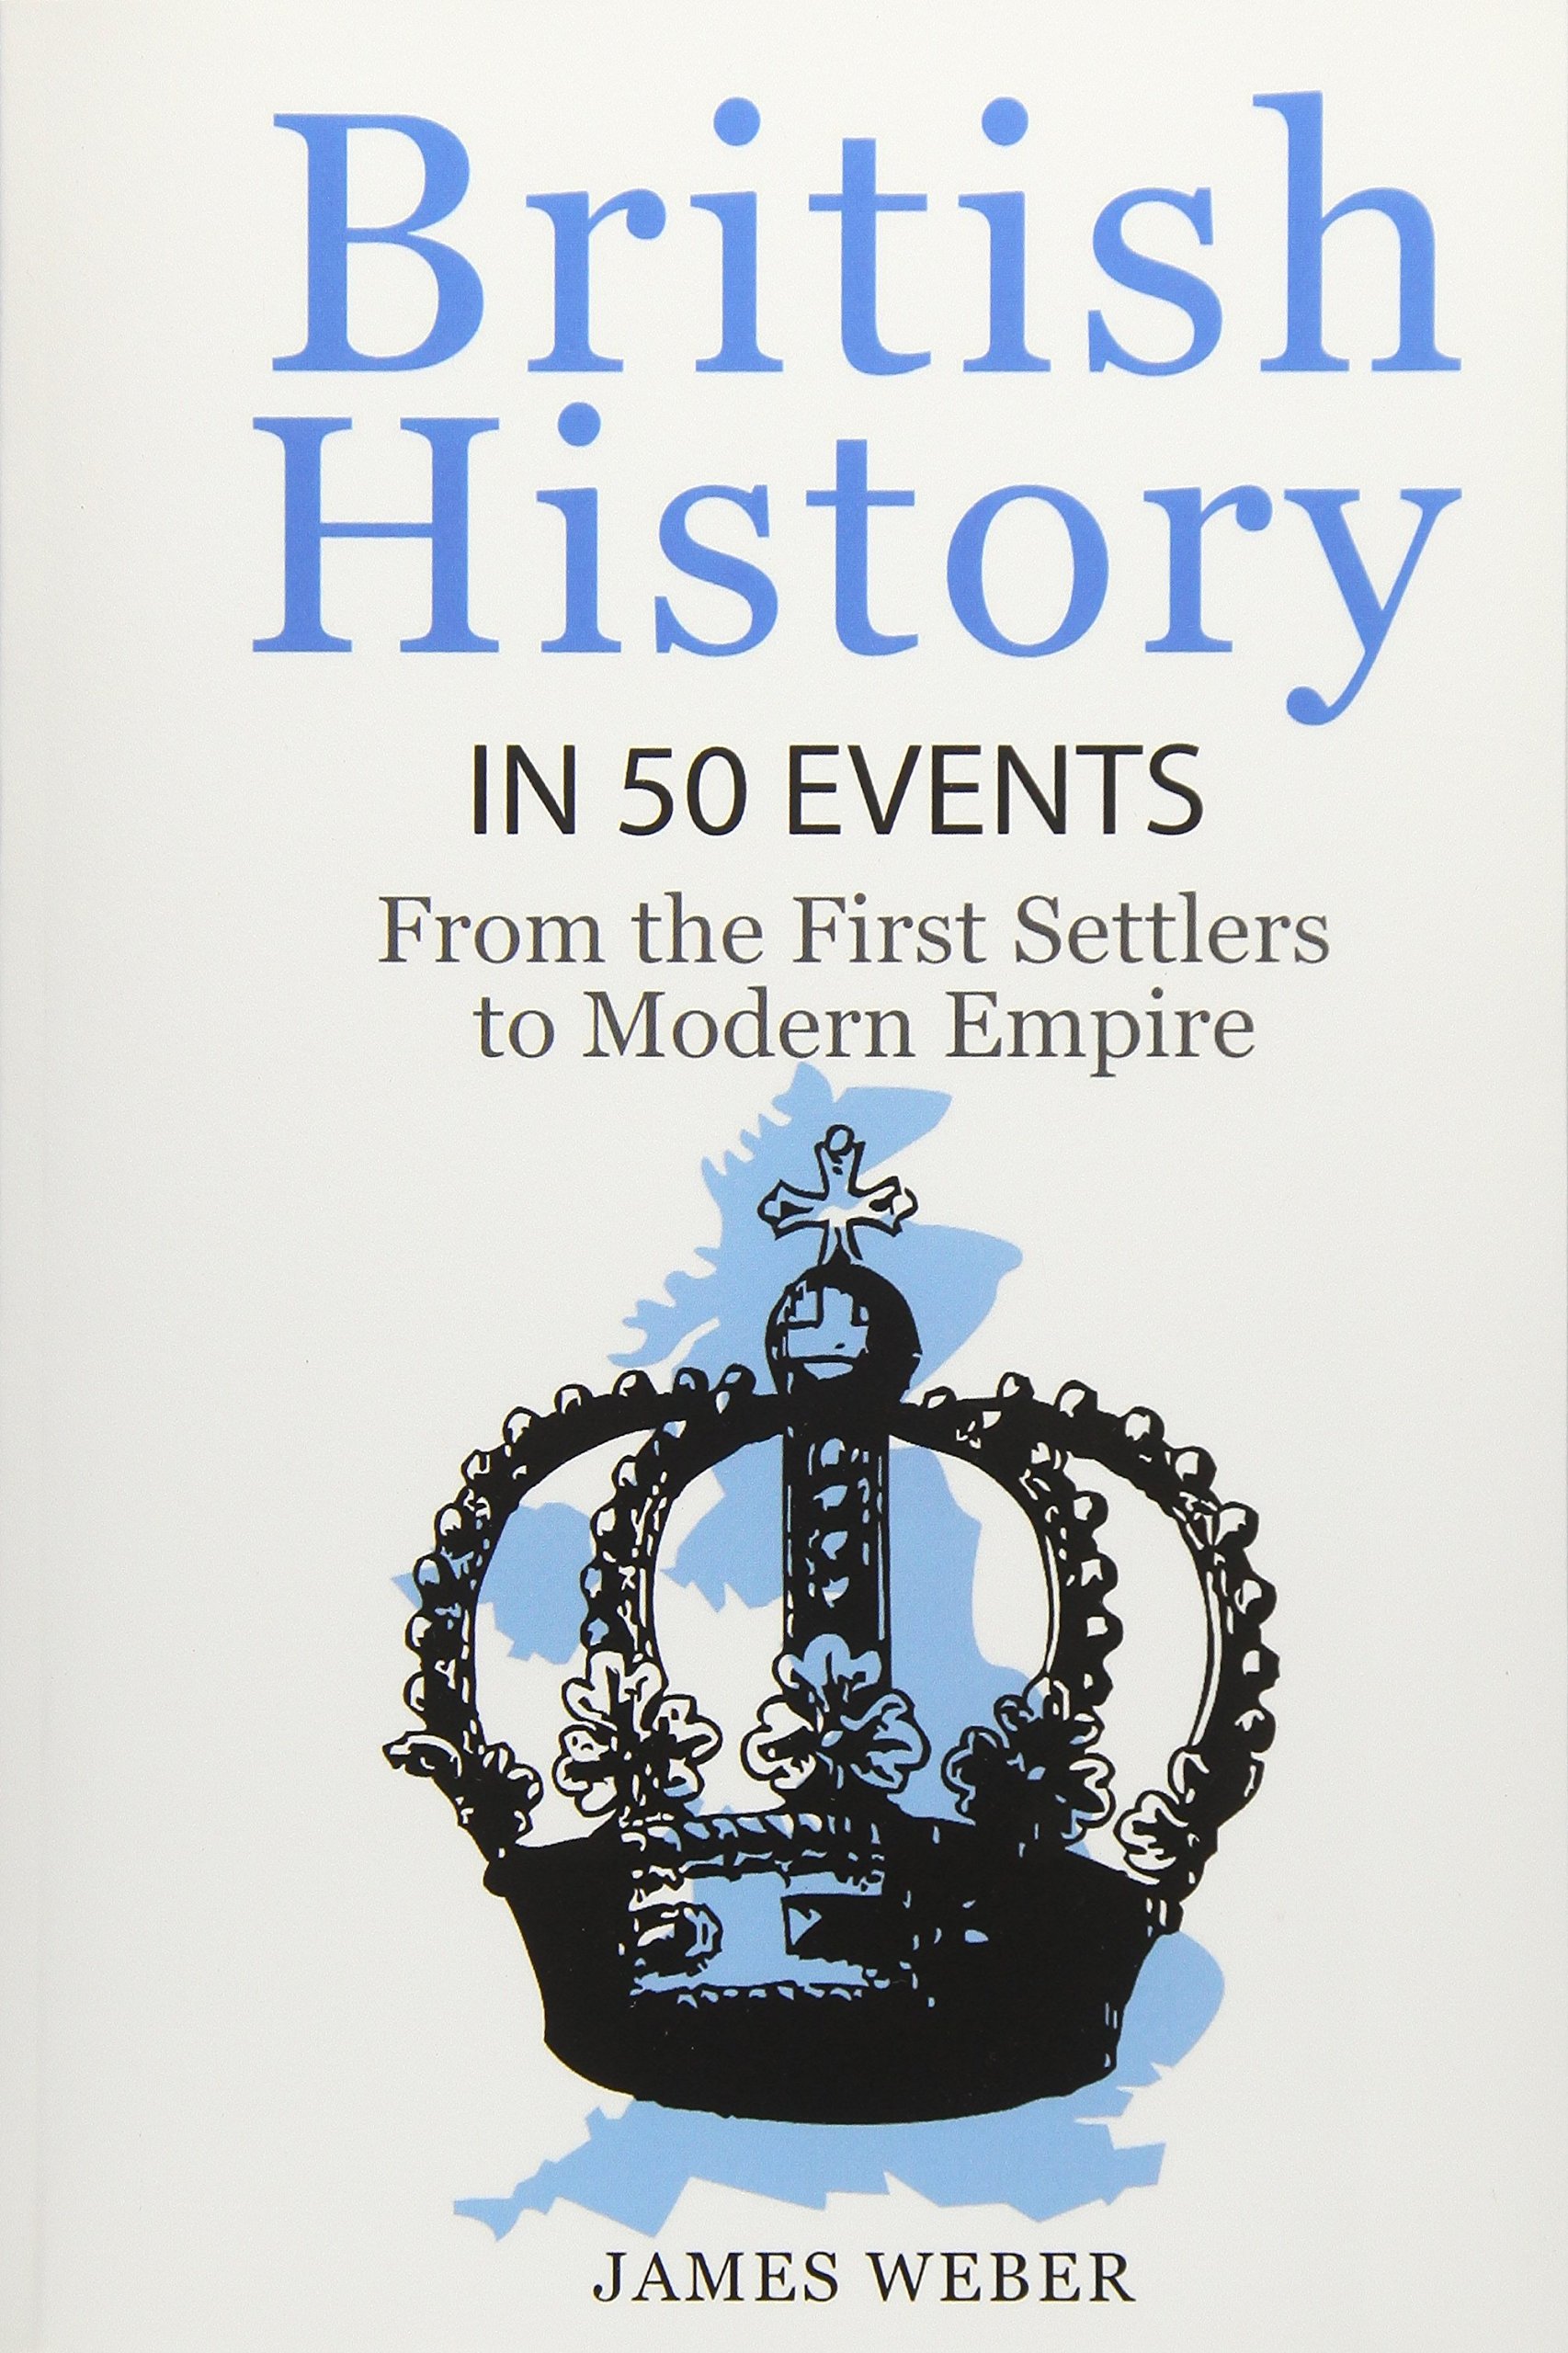 British
History
IN 50 EVENTS
From the First Settlers
to Modern Empire
JAMES WEBER